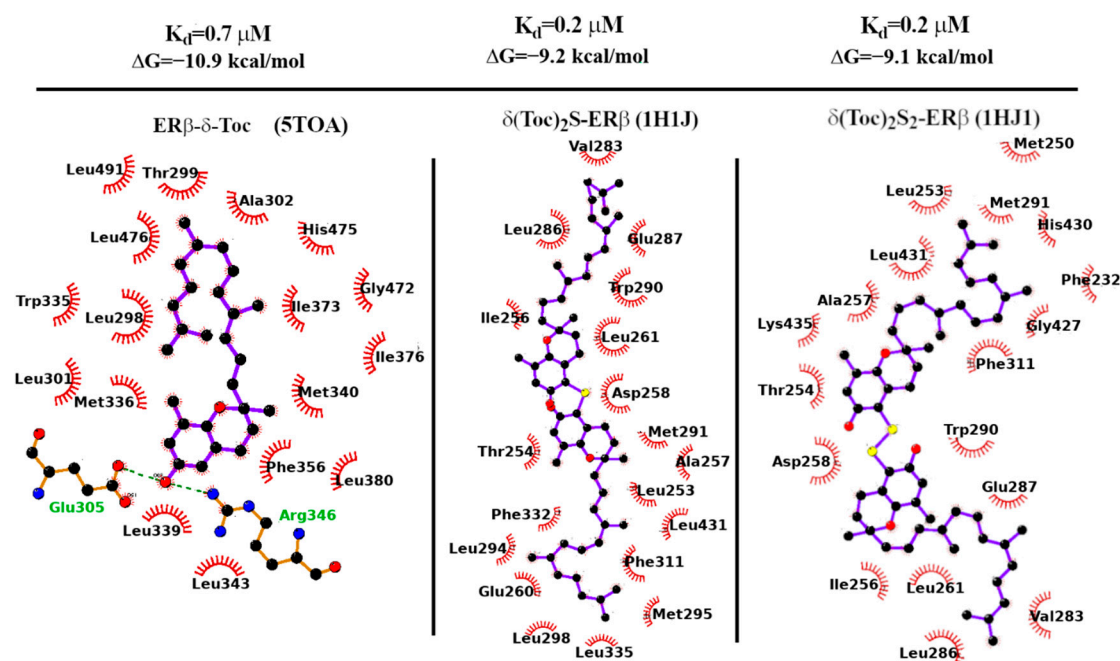 K_d=0.7 μM
ΔG=−10.9 kcal/mol
K_d=0.2 μM
ΔG=−9.2 kcal/mol
K_d=0.2 μM
ΔG=−9.1 kcal/mol
ERβ-δ-Toc (5TOA)
Leu491
Thr299
Ala302
Leu476
His475
Gly472
Trp335
Leu298
Ile373
Ile376
Leu301
Met336
Met340
Phe356
Leu380
Glu305
Leu339
Arg346
Leu343
δ(Toc)₂S-ERβ (1H1J)
Val283
Leu286
Glu287
Trp290
Ile256
Leu261
Asp258
Met291
Thr254
Ala257
Leu253
Phe332
Leu431
Leu294
Phe311
Glu260
Met295
Leu298
Leu335
δ(Toc)₂S₂-ERβ (1HJ1)
Met250
Leu253
Met291
His430
Leu431
Phe232
Ala257
Lys435
Gly427
Phe311
Thr254
Trp290
Asp258
Glu287
Ile256
Leu261
Val283
Leu286